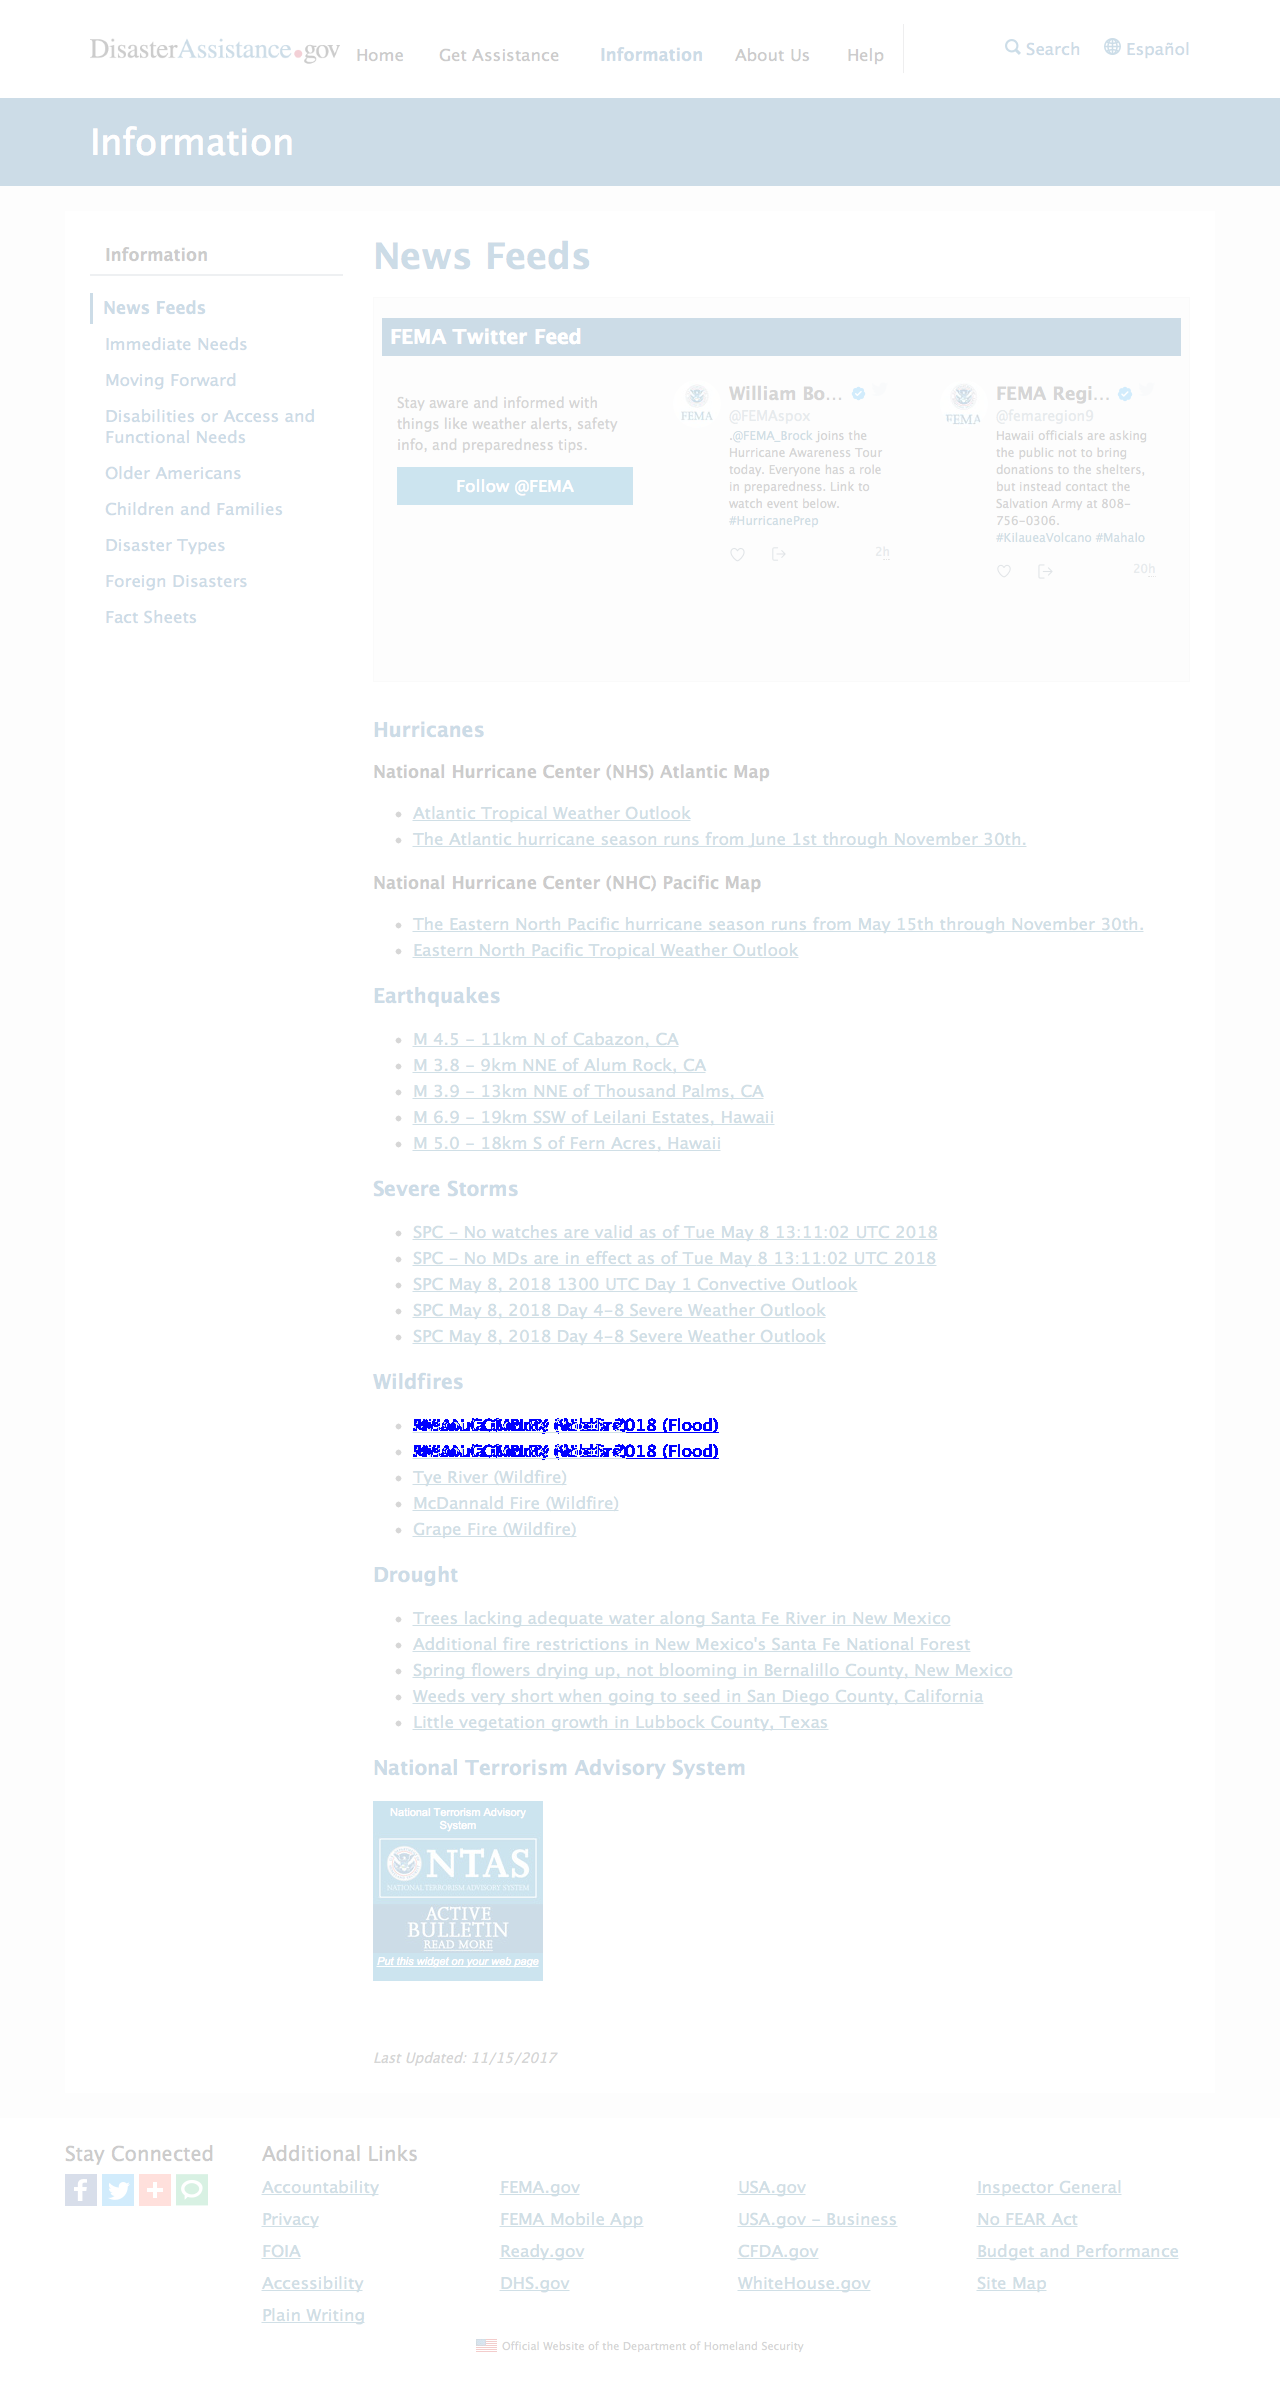 DisasterAssistance.gov Home Get Assistance Information About Us Help Search Español
Information
Information
News Feeds
Immediate Needs
Moving Forward
Disabilities or Access and
Functional Needs
Older Americans
Children and Families
Disaster Types
Foreign Disasters
Fact Sheets
News Feeds
FEMA Twitter Feed
Stay aware and informed with
things like weather alerts, safety
info, and preparedness tips.
Follow @FEMA
FEMA
William Bo...
@FEMAspox
.@FEMA_Brock joins the
Hurricane Awareness Tour
today. Everyone has a role
in preparedness. Link to
watch event below.
#HurricanePrep
2h
FEMA
FEMA Regi...
@femaregion9
Hawaii officials are asking
the public not to bring
donations to the shelters,
but instead contact the
Salvation Army at 808-
756-0306.
#KilaueaVolcano #Mahalo
20h
Hurricanes
National Hurricane Center (NHS) Atlantic Map
Atlantic Tropical Weather Outlook
The Atlantic hurricane season runs from June 1st through November 30th.
National Hurricane Center (NHC) Pacific Map
The Eastern North Pacific hurricane season runs from May 15th through November 30th.
Eastern North Pacific Tropical Weather Outlook
Earthquakes
M 4.5 - 11km N of Cabazon, CA
M 3.8 - 9km NNE of Alum Rock, CA
M 3.9 - 13km NNE of Thousand Palms, CA
M 6.9 - 19km SSW of Leilani Estates, Hawaii
M 5.0 - 18km S of Fern Acres, Hawaii
Severe Storms
SPC - No watches are valid as of Tue May 8 13:11:02 UTC 2018
SPC - No MDs are in effect as of Tue May 8 13:11:02 UTC 2018
SPC May 8, 2018 1300 UTC Day 1 Convective Outlook
SPC May 8, 2018 Day 4-8 Severe Weather Outlook
SPC May 8, 2018 Day 4-8 Severe Weather Outlook
Wildfires
2018 (Flood)
2018 (Flood)
Tye River (Wildfire)
McDannald Fire (Wildfire)
Grape Fire (Wildfire)
Drought
Trees lacking adequate water along Santa Fe River in New Mexico
Additional fire restrictions in New Mexico's Santa Fe National Forest
Spring flowers drying up, not blooming in Bernalillo County, New Mexico
Weeds very short when going to seed in San Diego County, California
Little vegetation growth in Lubbock County, Texas
National Terrorism Advisory System
National Terrorism Advisory
System
NTAS
NATIONAL TERRORISM ADVISORY SYSTEM
ACTIVE
BULLETIN
READ MORE
Put this widget on your web page
Last Updated: 11/15/2017
Stay Connected
Additional Links
Accountability FEMA.gov USA.gov Inspector General
Privacy FEMA Mobile App USA.gov - Business No FEAR Act
FOIA Ready.gov CFDA.gov Budget and Performance
Accessibility DHS.gov WhiteHouse.gov Site Map
Plain Writing
Official Website of the Department of Homeland Security